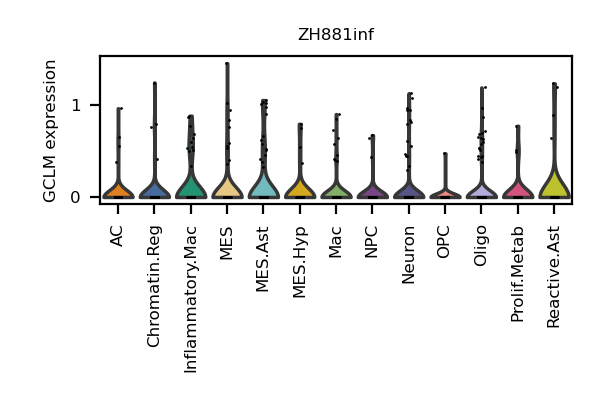 ZH881inf
GCLM expression
1
0
AC
Chromatin.Reg
Inflammatory.Mac
MES
MES.Ast
MES.Hyp
Mac
NPC
Neuron
OPC
Oligo
Prolif.Metab
Reactive.Ast